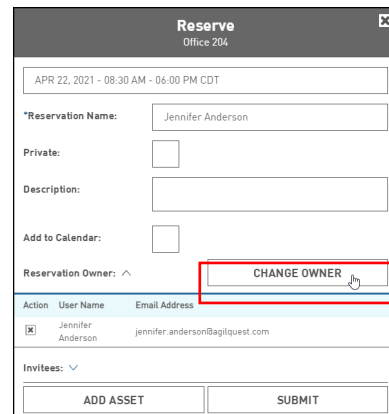 Reserve
Office 204
APR 22, 2021 - 08:30 AM - 06:00 PM CDT
*Reservation Name: Jennifer Anderson
Private:
Description:
Add to Calendar:
Reservation Owner: CHANGE OWNER
Action User Name Email Address
Jennifer
Anderson jennifer.anderson@agilquest.com
Invitees:
ADD ASSET SUBMIT